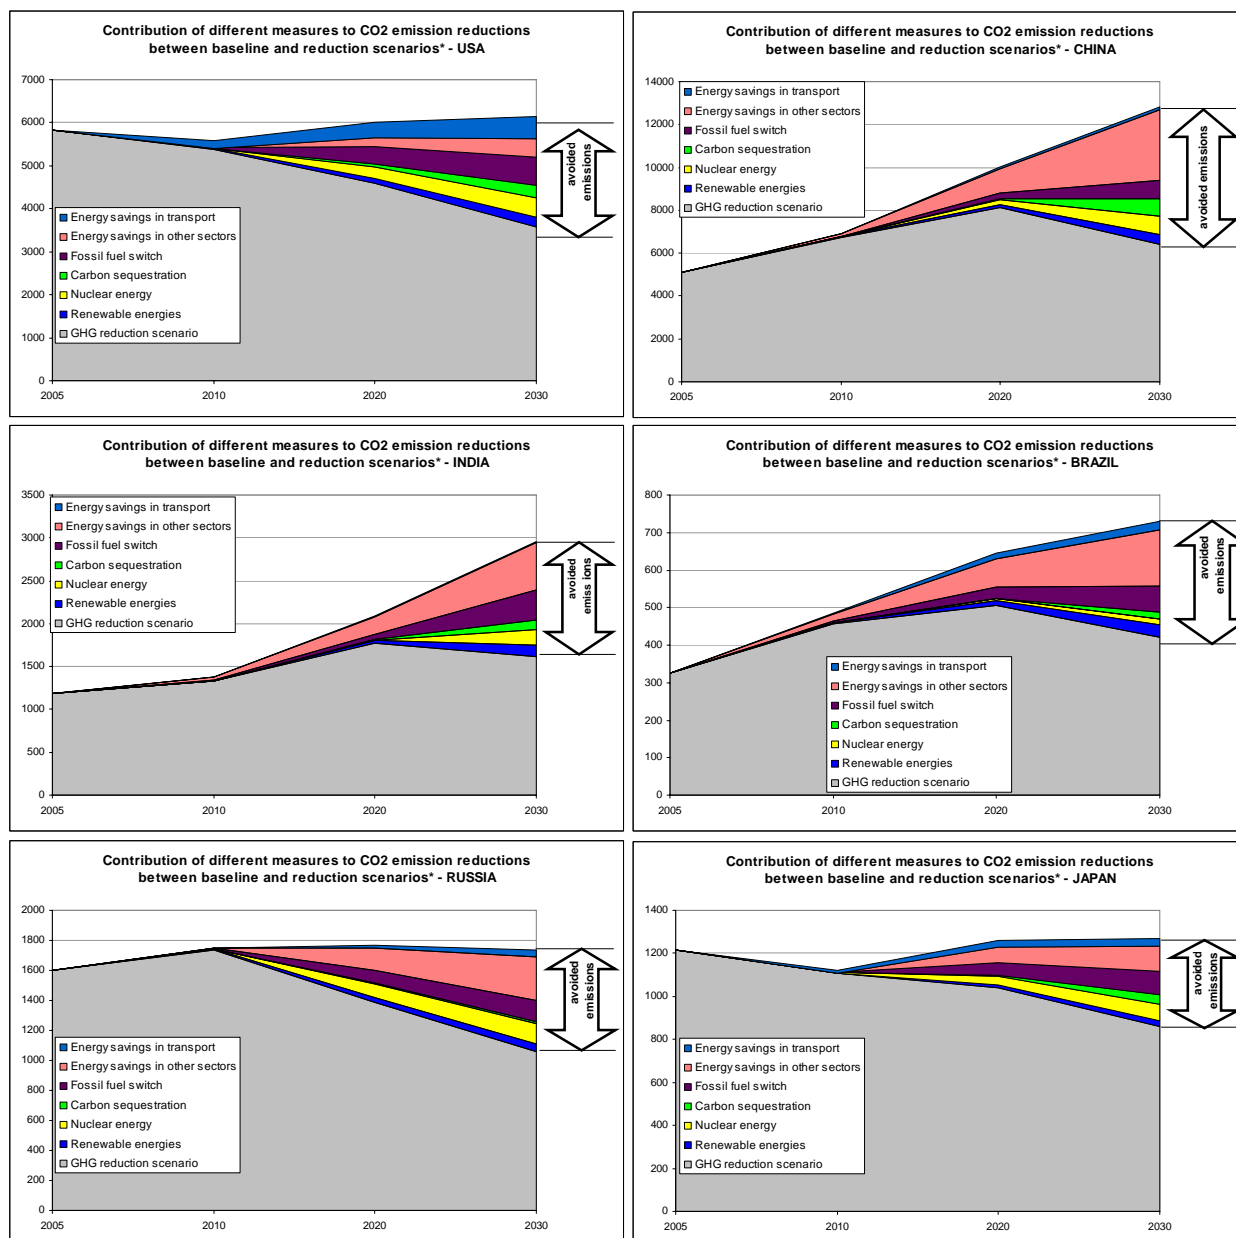 Contribution of different measures to CO2 emission reductions
between baseline and reduction scenarios* - USA
7000
6000
5000
4000
3000
2000
1000
0
2005
2010
2020
2030
Energy savings in transport
Energy savings in other sectors
Fossil fuel switch
Carbon sequestration
Nuclear energy
Renewable energies
GHG reduction scenario
avoided
emissions
Contribution of different measures to CO2 emission reductions
between baseline and reduction scenarios* - CHINA
14000
12000
10000
8000
6000
4000
2000
0
2005
2010
2020
2030
Energy savings in transport
Energy savings in other sectors
Fossil fuel switch
Carbon sequestration
Nuclear energy
Renewable energies
GHG reduction scenario
avoided emissions
Contribution of different measures to CO2 emission reductions
between baseline and reduction scenarios* - INDIA
3500
3000
2500
2000
1500
1000
500
0
2005
2010
2020
2030
Energy savings in transport
Energy savings in other sectors
Fossil fuel switch
Carbon sequestration
Nuclear energy
Renewable energies
GHG reduction scenario
avoided
emissions
Contribution of different measures to CO2 emission reductions
between baseline and reduction scenarios* - BRAZIL
800
700
600
500
400
300
200
100
0
2005
2010
2020
2030
Energy savings in transport
Energy savings in other sectors
Fossil fuel switch
Carbon sequestration
Nuclear energy
Renewable energies
GHG reduction scenario
avoided
emissions
Contribution of different measures to CO2 emission reductions
between baseline and reduction scenarios* - RUSSIA
2000
1800
1600
1400
1200
1000
800
600
400
200
0
2005
2010
2020
2030
Energy savings in transport
Energy savings in other sectors
Fossil fuel switch
Carbon sequestration
Nuclear energy
Renewable energies
GHG reduction scenario
avoided
emissions
Contribution of different measures to CO2 emission reductions
between baseline and reduction scenarios* - JAPAN
1400
1200
1000
800
600
400
200
0
2005
2010
2020
2030
Energy savings in transport
Energy savings in other sectors
Fossil fuel switch
Carbon sequestration
Nuclear energy
Renewable energies
GHG reduction scenario
avoided
emissions